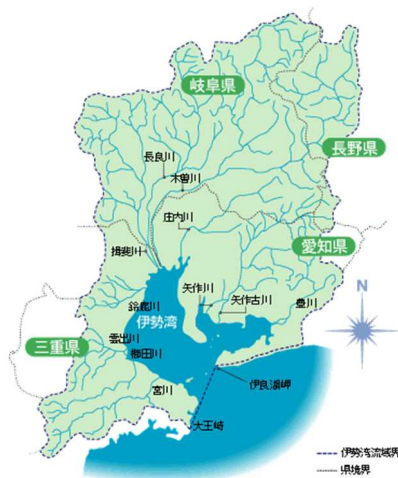 岐阜県
長野県
長良川
木曽川
庄内川
愛知県
揖斐川
矢作川
矢作古川
豊川
N
鈴鹿川
伊勢湾
三重県
雲出川
櫛田川
宮川
伊良湖岬
大王崎
伊勢湾流域界
県境界